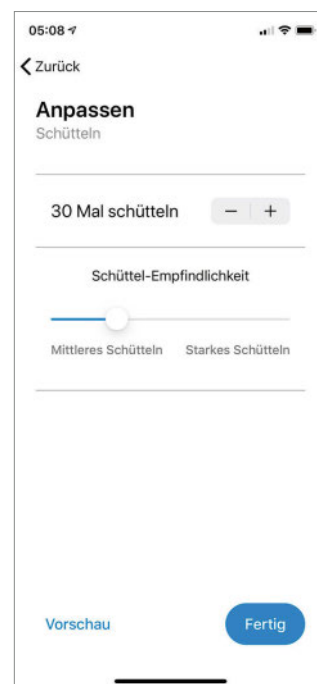 05:08
Zurück
Anpassen
Schütteln
30 Mal schütteln − +
Schüttel-Empfindlichkeit
Mittleres Schütteln Starkes Schütteln
Vorschau Fertig